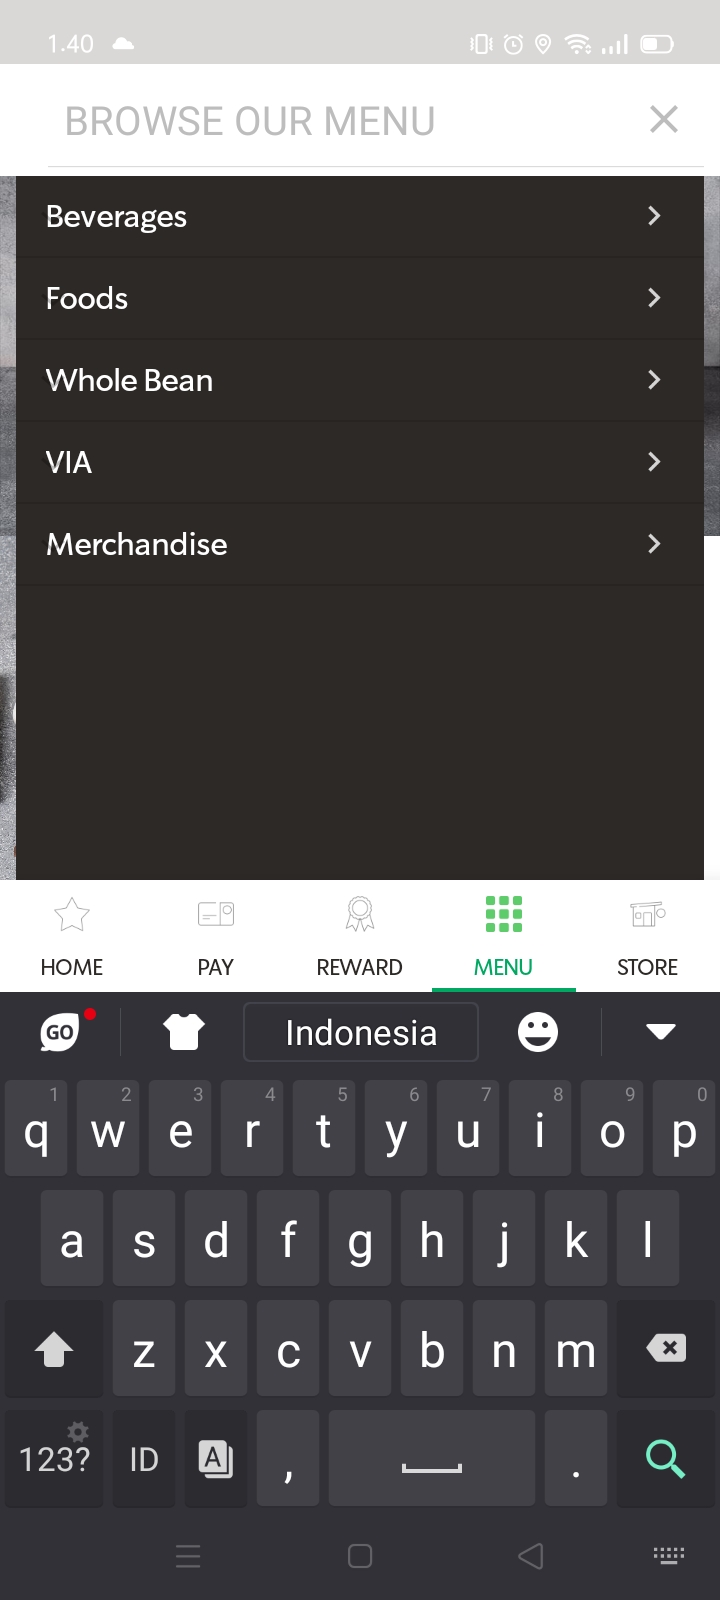 1.40
BROWSE OUR MENU
Beverages
Foods
Whole Bean
VIA
Merchandise
HOME PAY REWARD MENU STORE
GO Indonesia
1 2 3 4 5 6 7 8 9 0
q w e r t y u i o p
a s d f g h j k l
z x c v b n m
123? ID A , .